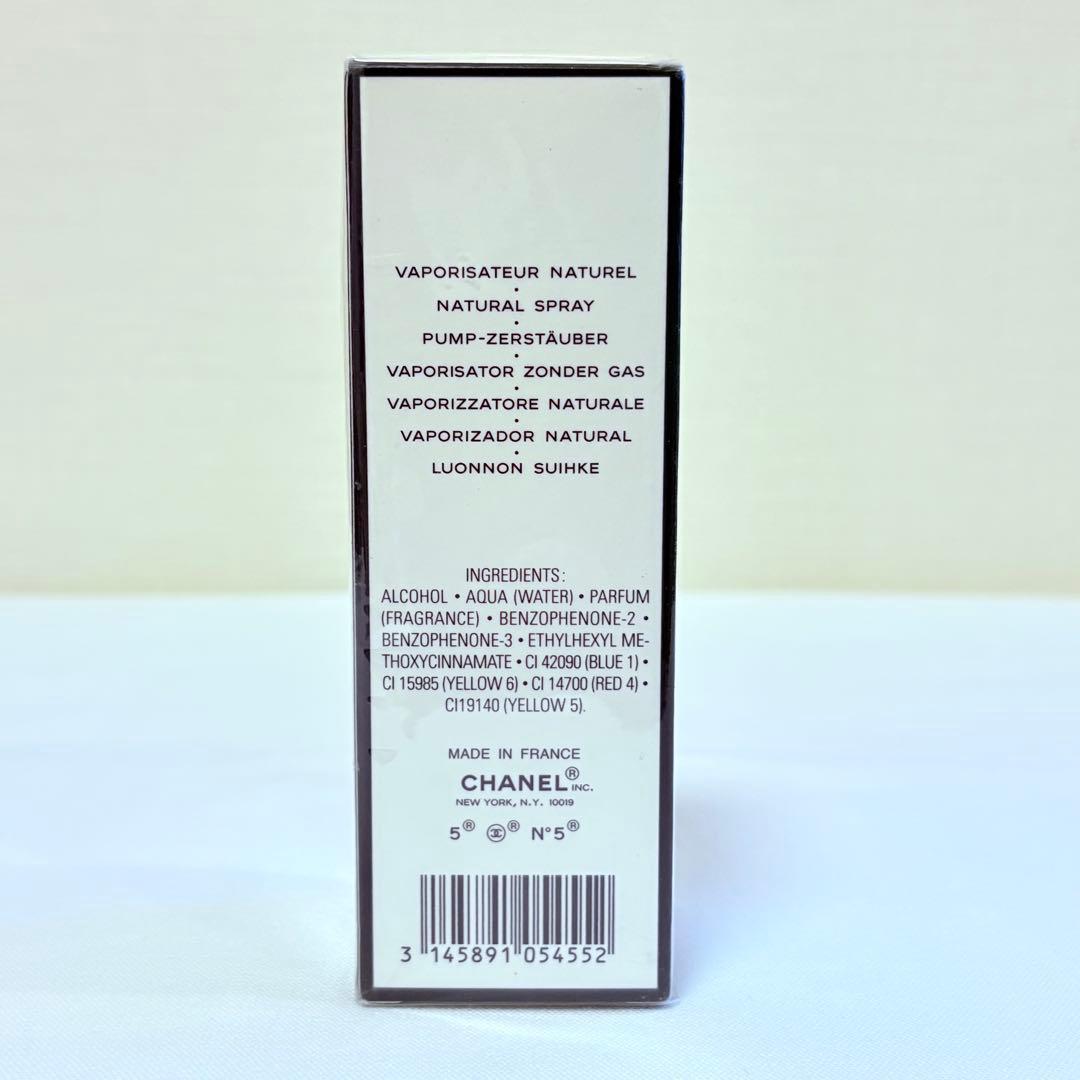 VAPORISATEUR NATUREL
•
NATURAL SPRAY
•
PUMP-ZERSTÄUBER
•
VAPORISATOR ZONDER GAS
•
VAPORIZZATORE NATURALE
•
VAPORIZADOR NATURAL
•
LUONNON SUIHKE
INGREDIENTS:
ALCOHOL • AQUA (WATER) • PARFUM
(FRAGRANCE) • BENZOPHENONE-2 •
BENZOPHENONE-3 • ETHYLHEXYL ME-
THOXYCINNAMATE • CI 42090 (BLUE 1) •
CI 15985 (YELLOW 6) • CI 14700 (RED 4) •
CI19140 (YELLOW 5).
MADE IN FRANCE
CHANEL® INC.
NEW YORK, N.Y. 10019
5® ® N°5®
3 145891 054552